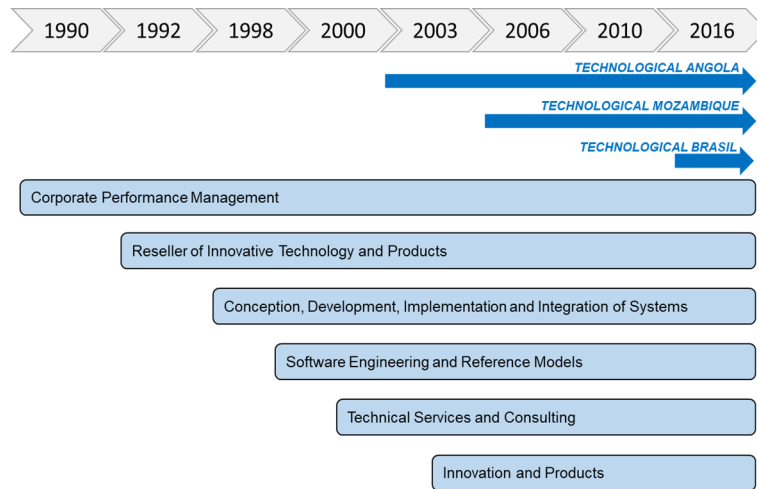 1990 1992 1998 2000 2003 2006 2010 2016
TECHNOLOGICAL ANGOLA
TECHNOLOGICAL MOZAMBIQUE
TECHNOLOGICAL BRASIL
Corporate Performance Management
Reseller of Innovative Technology and Products
Conception, Development, Implementation and Integration of Systems
Software Engineering and Reference Models
Technical Services and Consulting
Innovation and Products